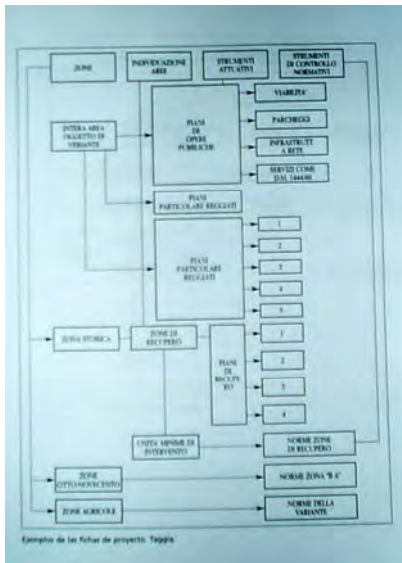 ZONE
INDIVIDUAZIONE
AREE
STRUMENTI
ATTUATIVI
STRUMENTI
DI CONTROLLO
NORMATIVI
INTERA AREA
OGGETTO DI
VARIANTE
PIANI
DI
OPERE
PUBBLICHE
VIABILITA'
PARCHEGGI
INFRASTRUTT
A RETE
SERVIZI COME
D.M. 1444/68
PIANI
PARTICOLARE REGGIATI
PIANI
PARTICOLARE
REGGIATI
1
2
3
4
5
ZONA STORICA
ZONE DI
RECUPERO
PIANI
DI
RECUPE
RO
1
2
3
4
UNITA' MINIME DI
INTERVENTO
NORME ZONE
DI RECUPERO
ZONE
OTTO-NOVECENTO
NORME ZONA "B A"
ZONE AGRICOLE
NORME DELLA
VARIANTE
Ejemplos de las fichas de proyecto. Taggia.